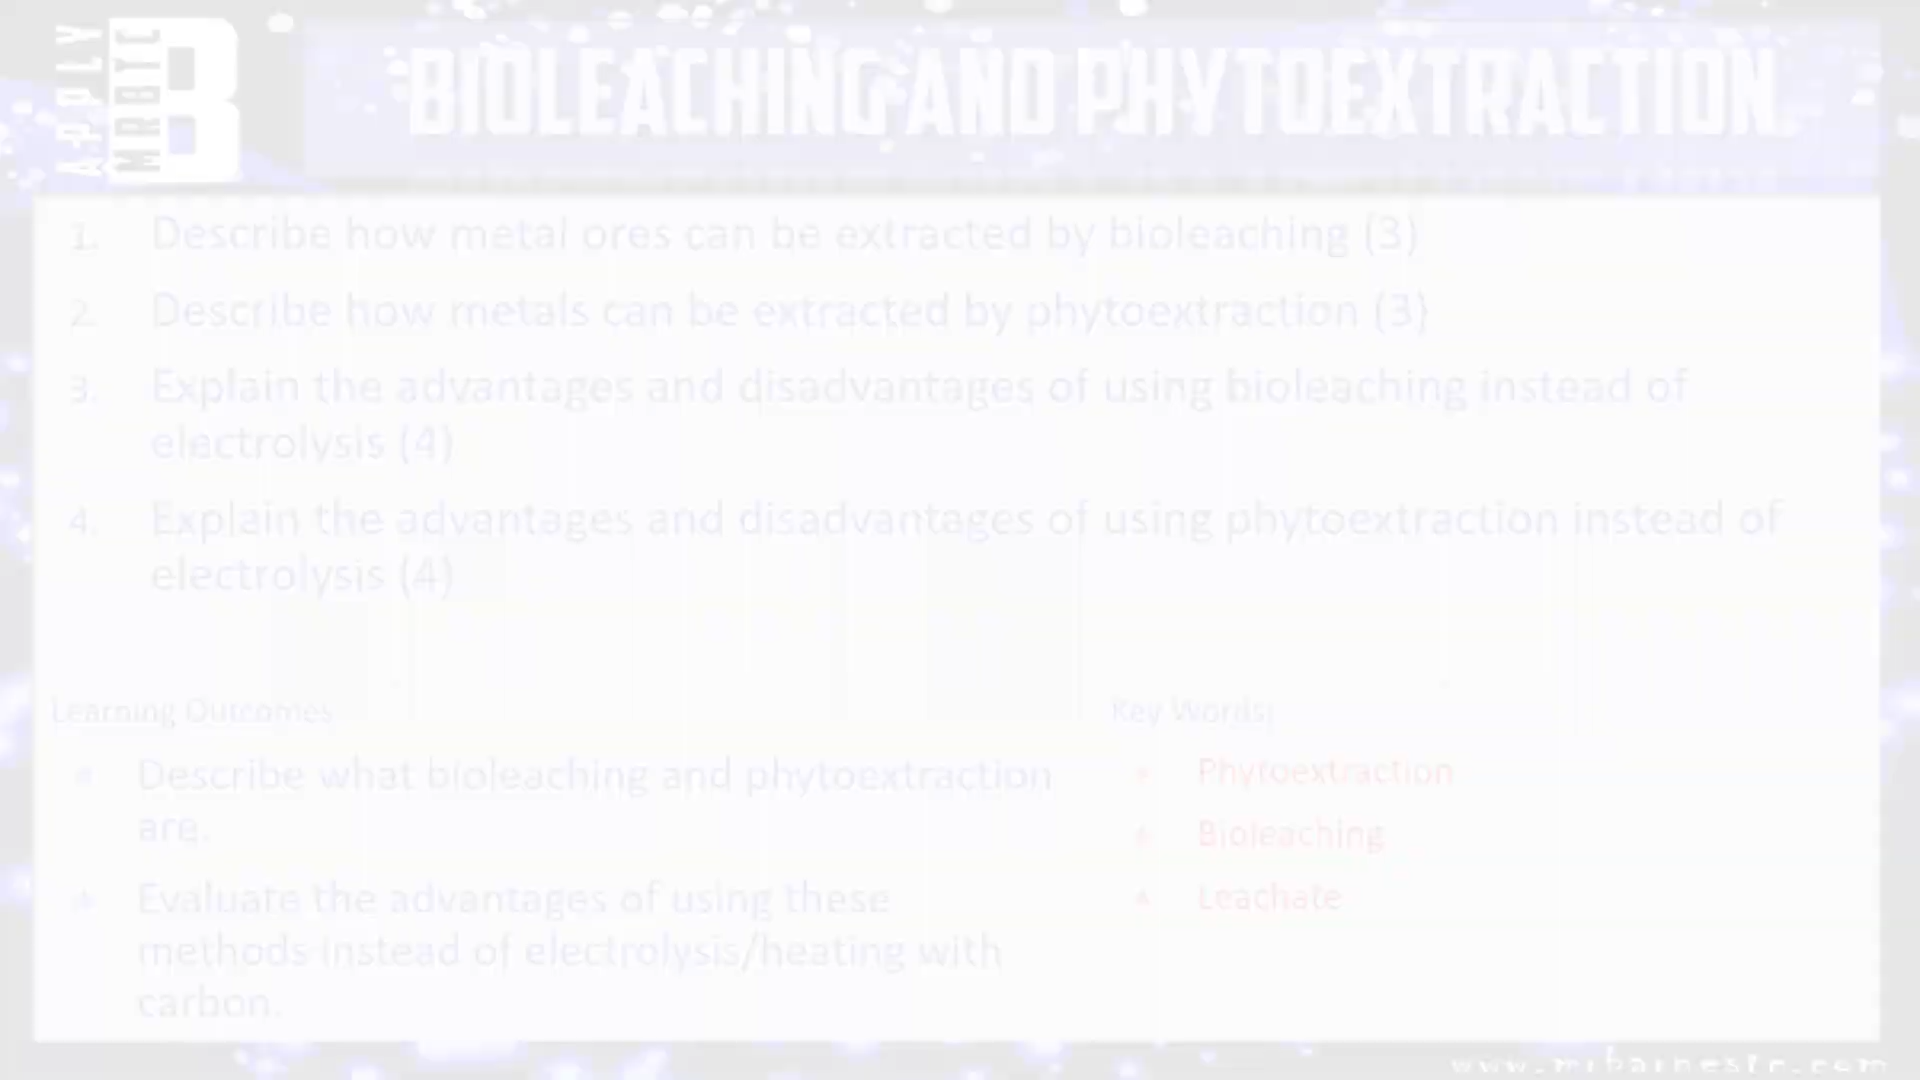 APPLY
MRBTC
B
BIOLEACHING AND PHYTOEXTRACTION
1. Describe how metal ores can be extracted by bioleaching (3)
2. Describe how metals can be extracted by phytoextraction (3)
3. Explain the advantages and disadvantages of using bioleaching instead of
electrolysis (4)
4. Explain the advantages and disadvantages of using phytoextraction instead of
electrolysis (4)
Learning Outcomes
Describe what bioleaching and phytoextraction
are.
Evaluate the advantages of using these
methods instead of electrolysis/heating with
carbon.
Key Words:
Phytoextraction
Bioleaching
Leachate